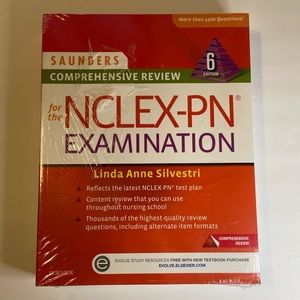 More than 4500 Questions!
SAUNDERS
COMPREHENSIVE REVIEW
6
EDITION
for the
NCLEX-PN®
EXAMINATION
Linda Anne Silvestri
Reflects the latest NCLEX-PN® test plan
Content review that you can use
throughout nursing school
Thousands of the highest-quality review
questions, including alternate item formats
COMPREHENSIVE
REVIEW
ELSEVIER
e
EVOLVE STUDY RESOURCES FREE WITH NEW TEXTBOOK PURCHASE
EVOLVE.ELSEVIER.COM